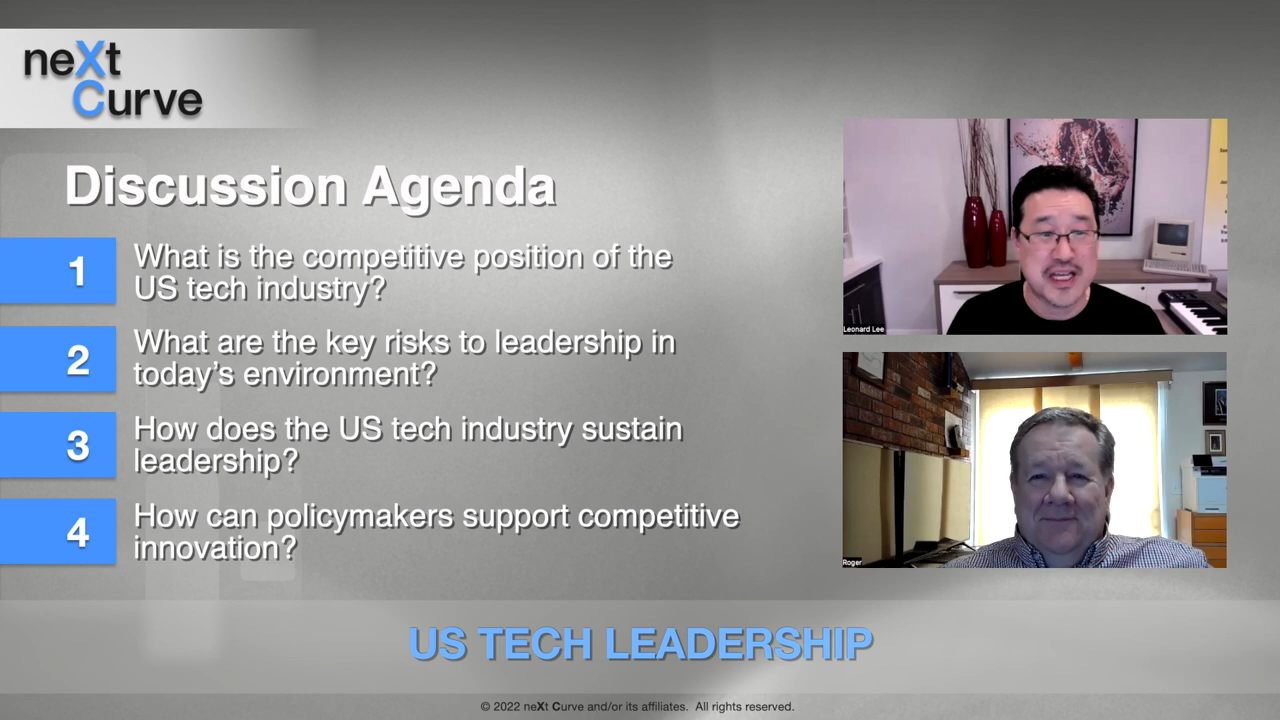 neXt
Curve
Discussion Agenda
1
What is the competitive position of the
US tech industry?
2
What are the key risks to leadership in
today's environment?
3
How does the US tech industry sustain
leadership?
4
How can policymakers support competitive
innovation?
Leonard Lee
Roger
US TECH LEADERSHIP
© 2022 neXt Curve and/or its affiliates. All rights reserved.